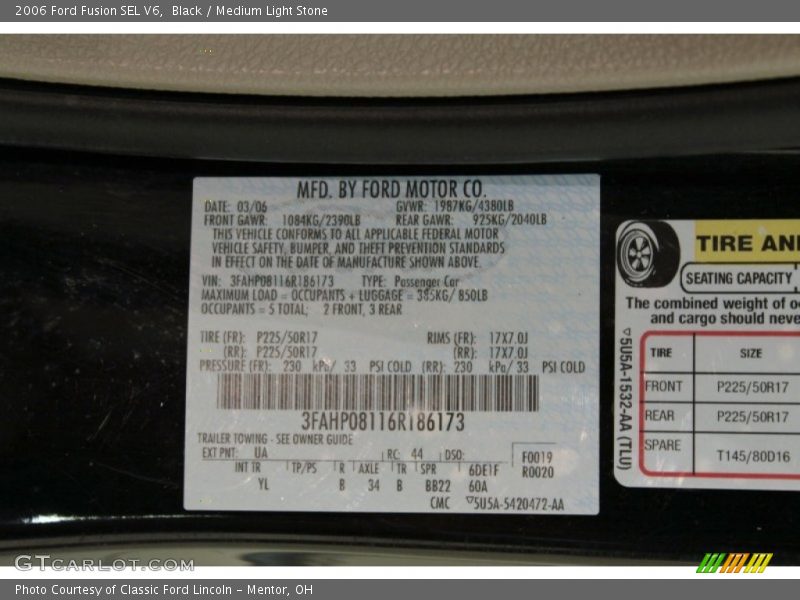 2006 Ford Fusion SEL V6,  Black / Medium Light Stone
MFD. BY FORD MOTOR CO.
DATE: 03/06 GVWR: 1987KG/4380LB
FRONT GAWR: 1084KG/2390LB REAR GAWR: 925KG/2040LB
THIS VEHICLE CONFORMS TO ALL APPLICABLE FEDERAL MOTOR
VEHICLE SAFETY, BUMPER, AND THEFT PREVENTION STANDARDS
IN EFFECT ON THE DATE OF MANUFACTURE SHOWN ABOVE.
VIN: 3FAHP08116R186173 TYPE: Passenger Car
MAXIMUM LOAD = OCCUPANTS + LUGGAGE = 385KG/ 850LB
OCCUPANTS = 5 TOTAL; 2 FRONT, 3 REAR
TIRE (FR): P225/50R17 RIMS (FR): 17X7.0J
(RR): P225/50R17 (RR): 17X7.0J
PRESSURE (FR): 230 kPa/ 33 PSI COLD (RR): 230 kPa/ 33 PSI COLD
3FAHP08116R186173
TRAILER TOWING - SEE OWNER GUIDE
EXT PNT: UA RC: 44 DSO: F0019
R0020
INT TR TP/PS R AXLE TR SPR 6DE1F
YL B 34 B BB22 60A
CMC ▽5U5A-5420472-AA
TIRE AN
SEATING CAPACITY
The combined weight of oc
and cargo should neve
▽5U5A-1532-AA (TLU)
TIRE SIZE
FRONT P225/50R17
REAR P225/50R17
SPARE T145/80D16
GTCARLOT.COM
Photo Courtesy of Classic Ford Lincoln - Mentor, OH